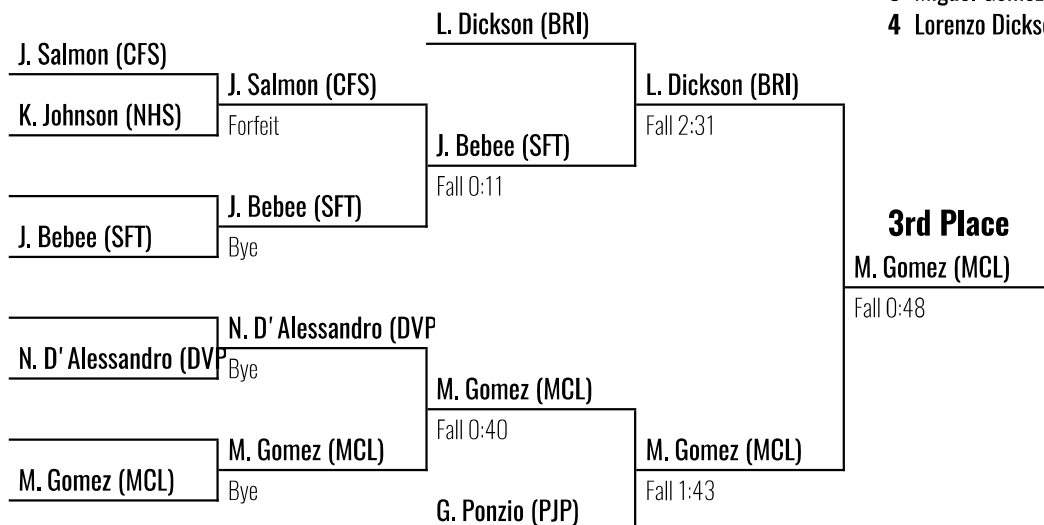 4 Lorenzo
L. Dickson (BRI)
J. Salmon (CFS)
K. Johnson (NHS)
J. Salmon (CFS)
Forfeit
J. Bebee (SFT)
J. Bebee (SFT)
Bye
J. Bebee (SFT)
Fall 0:11
L. Dickson (BRI)
Fall 2:31
N. D'Alessandro (DVP
N. D'Alessandro (DVP
Bye
M. Gomez (MCL)
M. Gomez (MCL)
Bye
M. Gomez (MCL)
Fall 0:40
G. Ponzio (PJP)
M. Gomez (MCL)
Fall 1:43
3rd Place
M. Gomez (MCL)
Fall 0:48